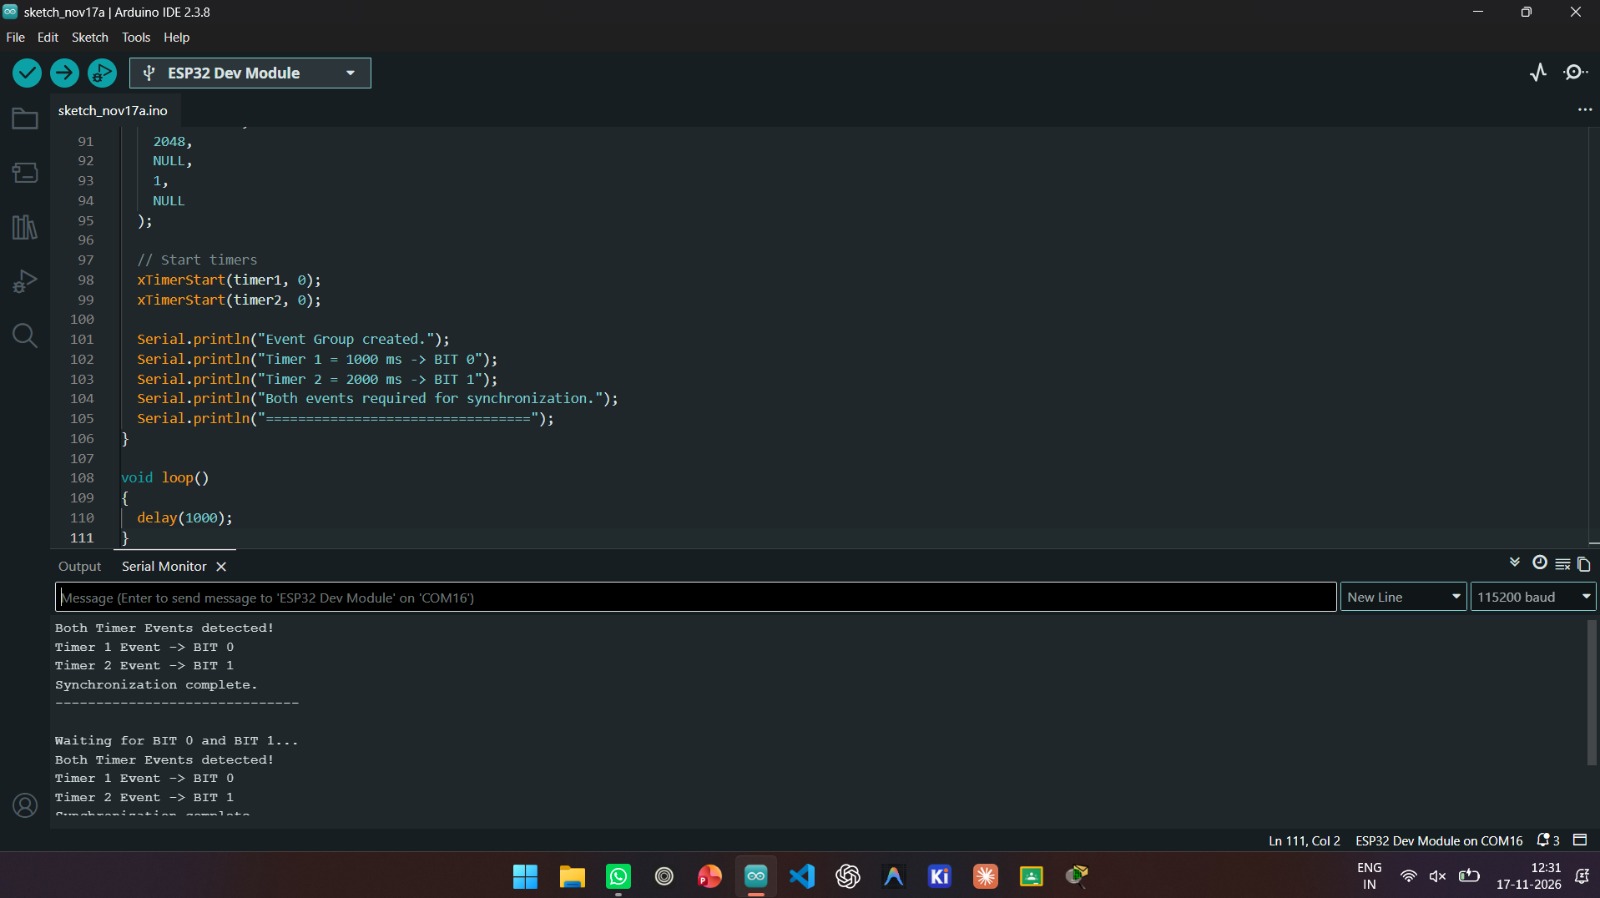 sketch_nov17a | Arduino IDE 2.3.8
File Edit Sketch Tools Help
ESP32 Dev Module
sketch_nov17a.ino
91 2048,
92 NULL,
93 1,
94 NULL
95 );
96
97 // Start timers
98 xTimerStart(timer1, 0);
99 xTimerStart(timer2, 0);
100
101 Serial.println("Event Group created.");
102 Serial.println("Timer 1 = 1000 ms -> BIT 0");
103 Serial.println("Timer 2 = 2000 ms -> BIT 1");
104 Serial.println("Both events required for synchronization.");
105 Serial.println("=================================");
106 }
107
108 void loop()
109 {
110 delay(1000);
111 }
Output Serial Monitor
Message (Enter to send message to 'ESP32 Dev Module' on 'COM16')
New Line 115200 baud
Both Timer Events detected!
Timer 1 Event -> BIT 0
Timer 2 Event -> BIT 1
Synchronization complete.
------------------------------
Waiting for BIT 0 and BIT 1...
Both Timer Events detected!
Timer 1 Event -> BIT 0
Timer 2 Event -> BIT 1
Synchronization complete
Ln 111, Col 2 ESP32 Dev Module on COM16 3
Ki
ENG
IN
12:31
17-11-2026